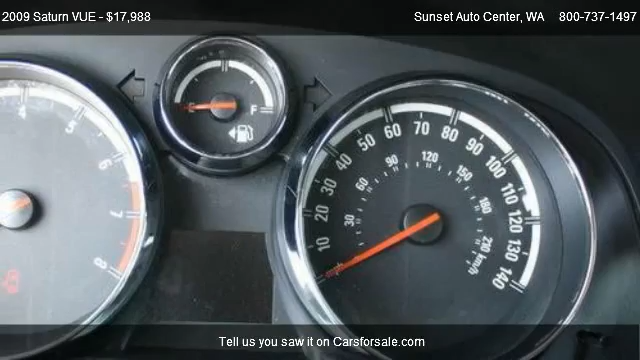 2009 Saturn VUE - $17,988
Sunset Auto Center, WA 800-737-1497
4 5 6 7 8
F
10 20 30 40 50 60 70 80 90 100 110 120 130 140
30 60 90 120 150 180
km/h
Tell us you saw it on Carsforsale.com